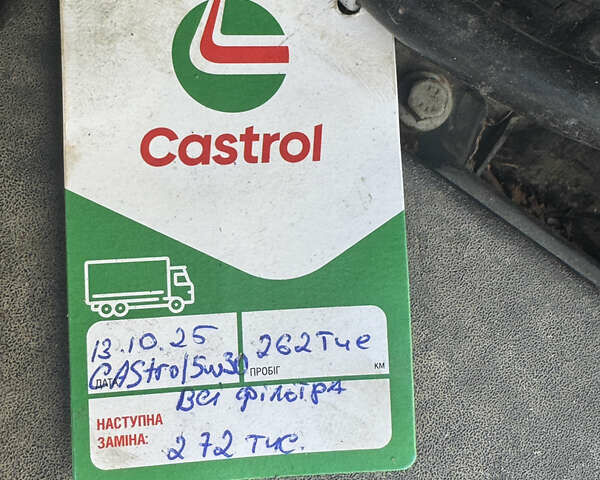 Castrol
13.10.25 262 тис
ДАТА ПРОБІГ КМ
CAStrol 5w30
Всі фільтра
НАСТУПНА
ЗАМІНА: 272 тис.